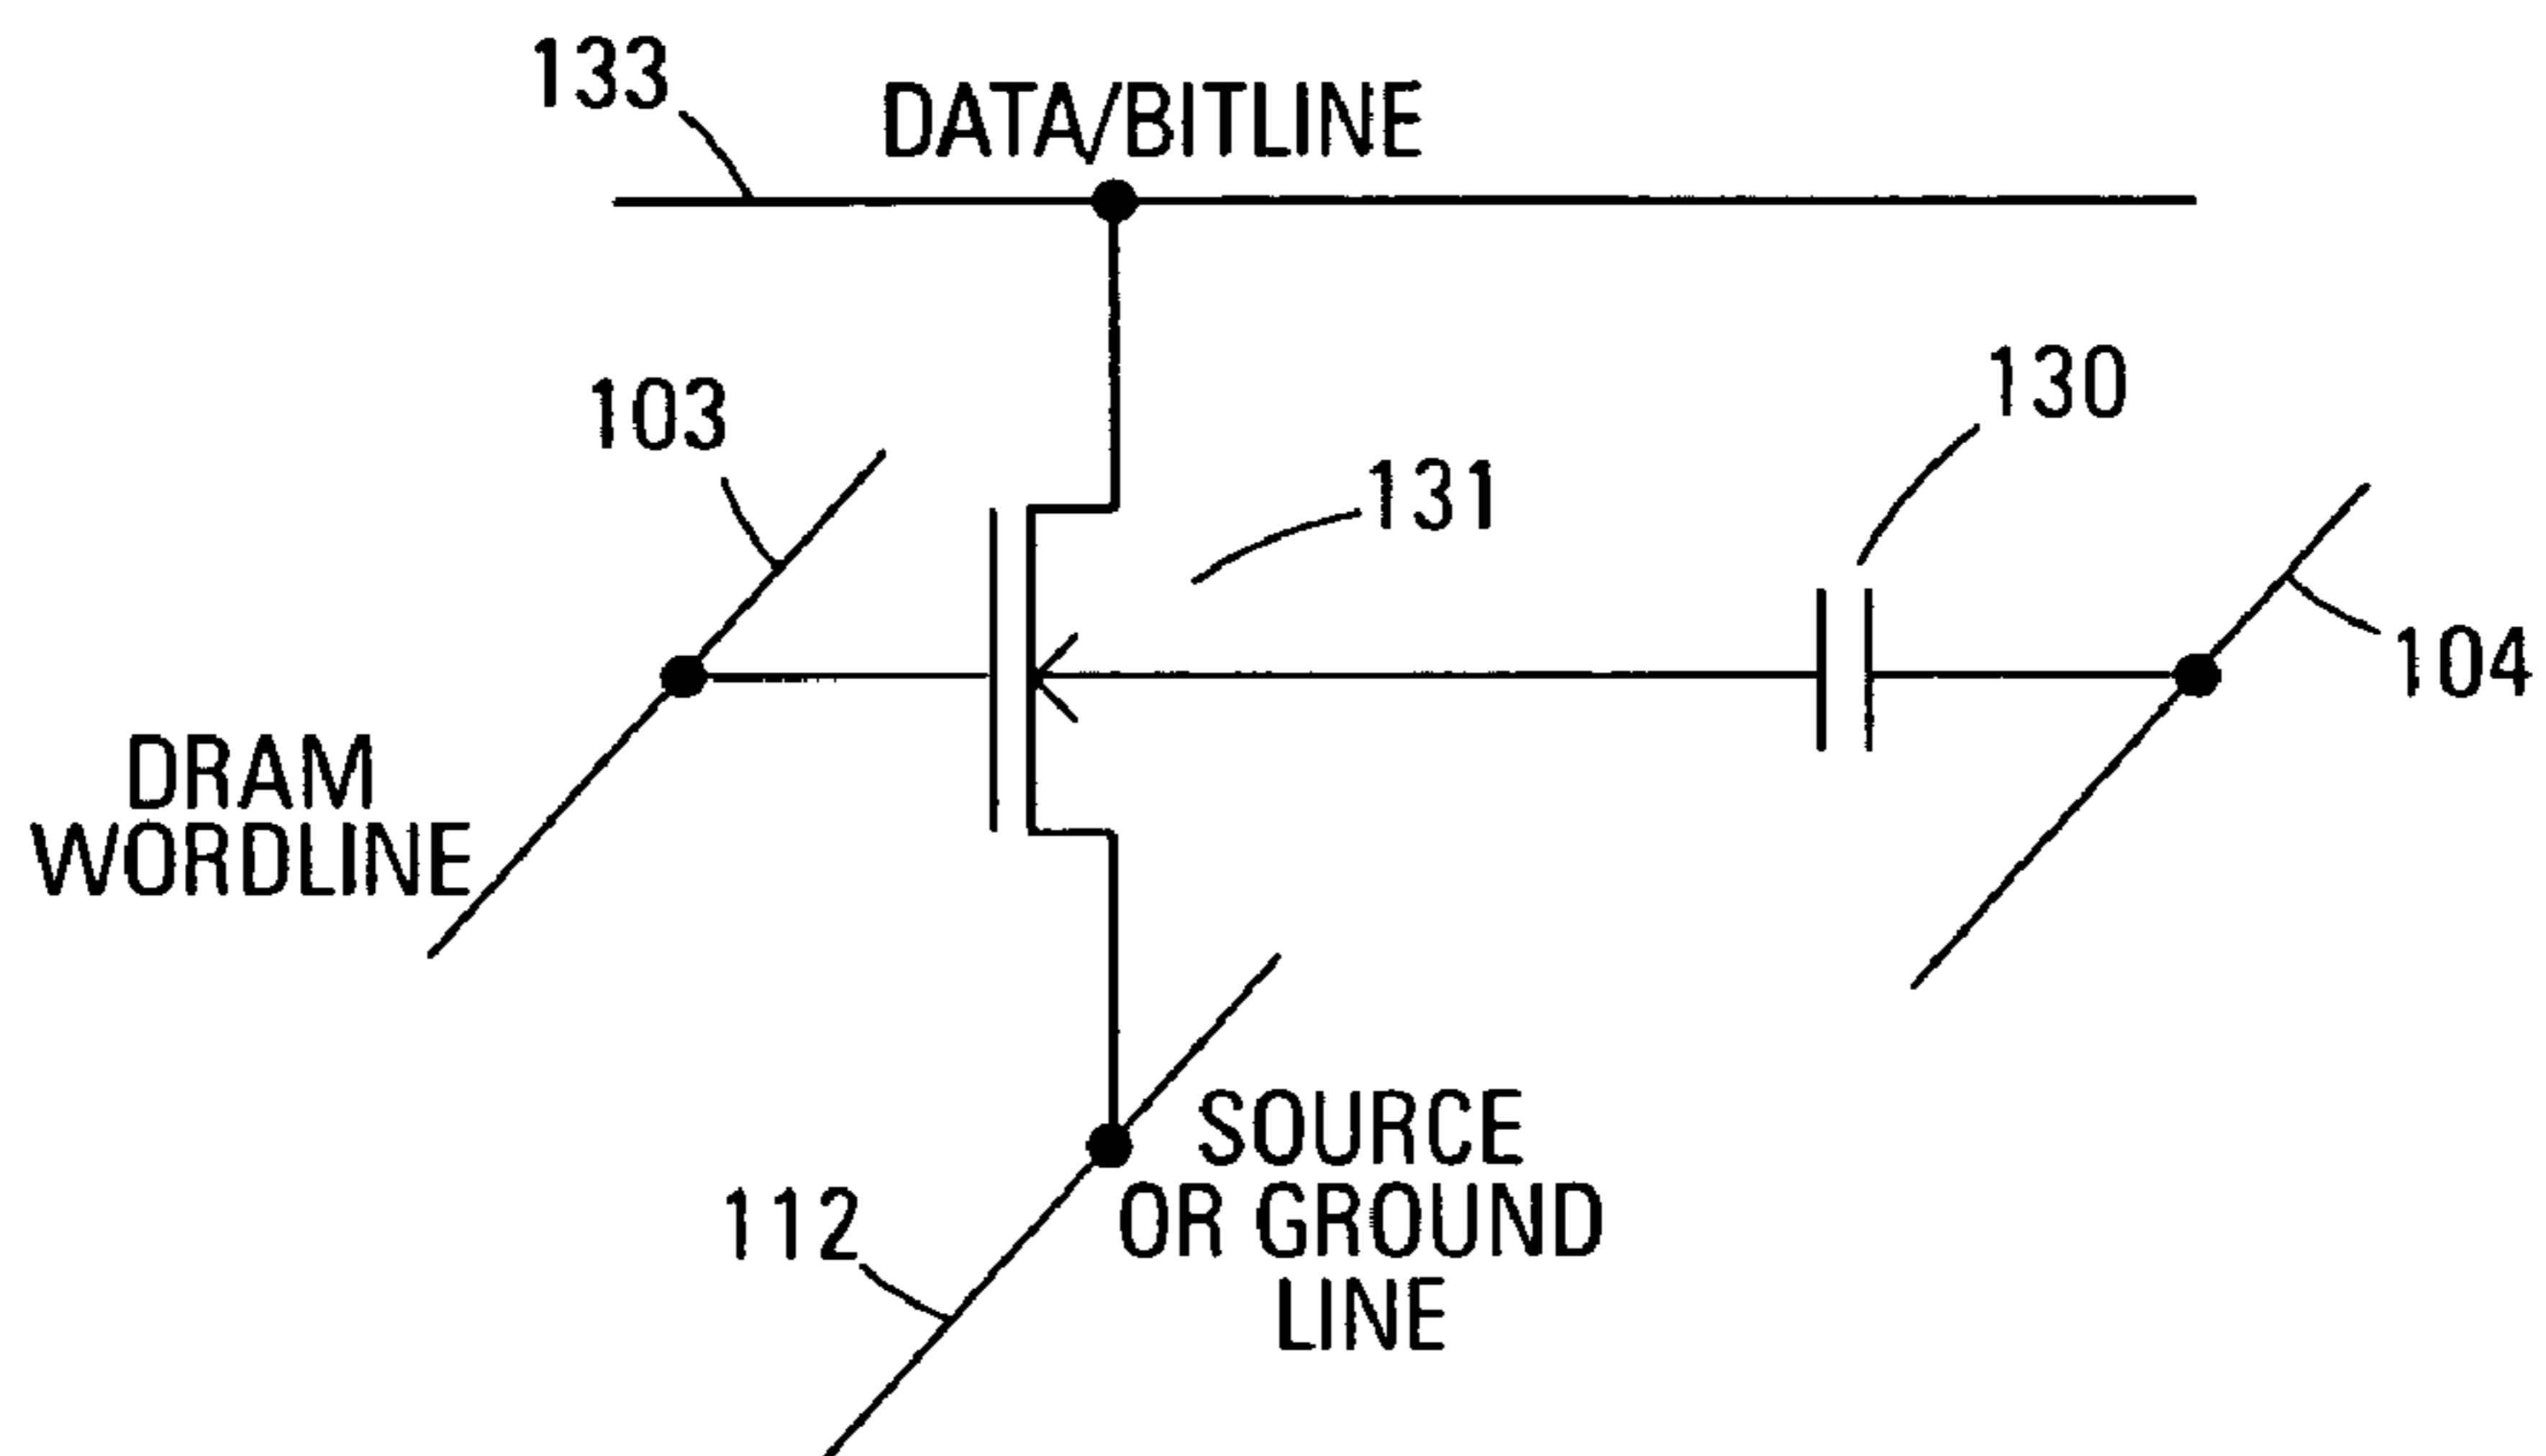 133
DATA/BITLINE
103
130
131
104
DRAM
WORDLINE
SOURCE
OR GROUND
LINE
112